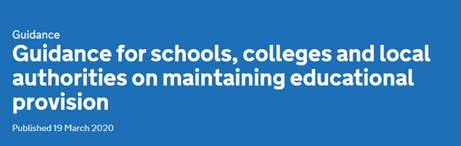 Guidance
Guidance for schools, colleges and local
authorities on maintaining educational
provision
Published 19 March 2020